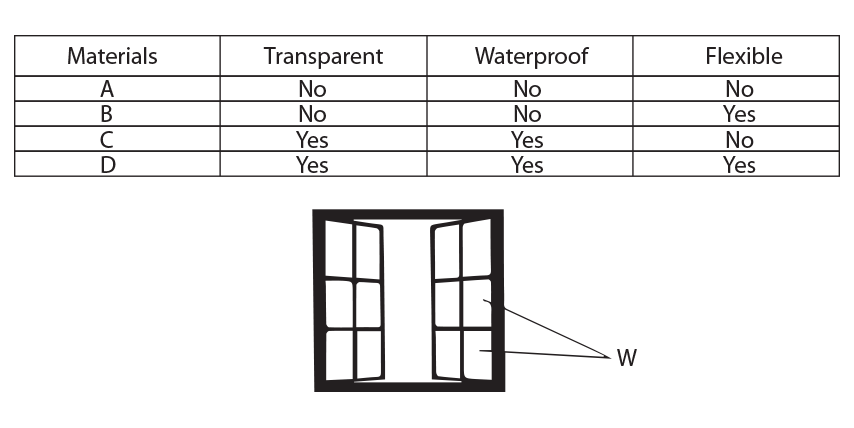 Materials Transparent Waterproof Flexible
A No No No
B No No Yes
C Yes Yes No
D Yes Yes Yes
W